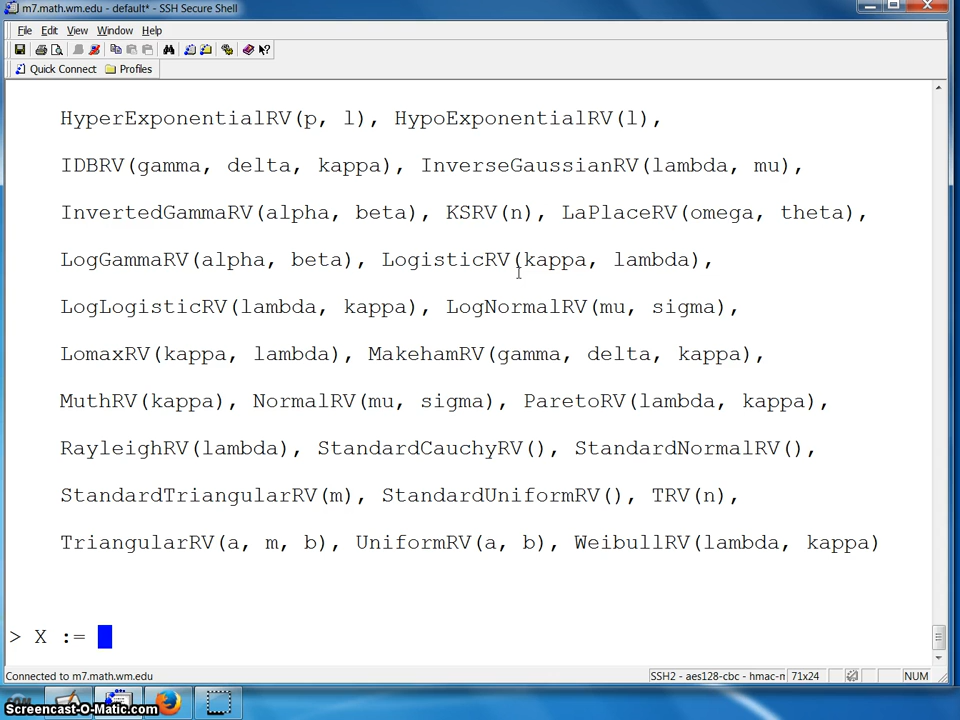 m7.math.wm.edu - default* - SSH Secure Shell
File Edit View Window Help
Quick Connect Profiles
HyperExponentialRV(p, l), HypoExponentialRV(l),
IDBRV(gamma, delta, kappa), InverseGaussianRV(lambda, mu),
InvertedGammaRV(alpha, beta), KSRV(n), LaPlaceRV(omega, theta),
LogGammaRV(alpha, beta), LogisticRV(kappa, lambda),
LogLogisticRV(lambda, kappa), LogNormalRV(mu, sigma),
LomaxRV(kappa, lambda), MakehamRV(gamma, delta, kappa),
MuthRV(kappa), NormalRV(mu, sigma), ParetoRV(lambda, kappa),
RayleighRV(lambda), StandardCauchyRV(), StandardNormalRV(),
StandardTriangularRV(m), StandardUniformRV(), TRV(n),
TriangularRV(a, m, b), UniformRV(a, b), WeibullRV(lambda, kappa)
> X :=
Connected to m7.math.wm.edu SSH2 - aes128-cbc - hmac-m 71x24 NUM
Screencast-O-Matic.com